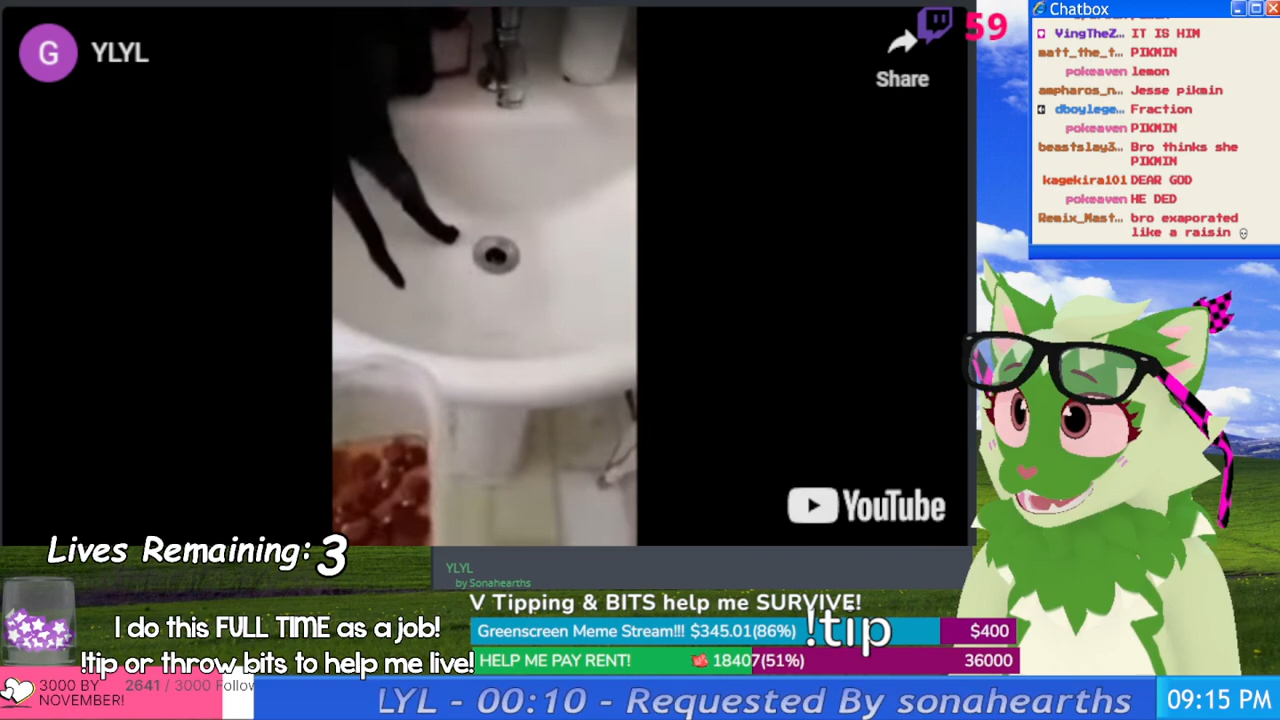 G
YLYL
Share
59
YouTube
Chatbox
VingTheZ… IT IS HIM
matt_the_t… PIKMIN
pokeaven lemon
ampharos_n… Jesse pikmin
dboylege… Fraction
pokeaven PIKMIN
beastslay3… Bro thinks she
PIKMIN
kagekira101 DEAR GOD
pokeaven HE DED
Remix_Mast… bro exaporated
like a raisin
Lives Remaining: 3
YLYL
by Sonahearths
V Tipping & BITS help me SURVIVE!
I do this FULL TIME as a job!
!tip or throw bits to help me live!
Greenscreen Meme Stream!!! $345.01(86%)
$400
!tip
HELP ME PAY RENT!
18407(51%)
36000
3000 BY
NOVEMBER!
2641 / 3000 Follow
LYL - 00:10 - Requested By sonahearths
09:15 PM